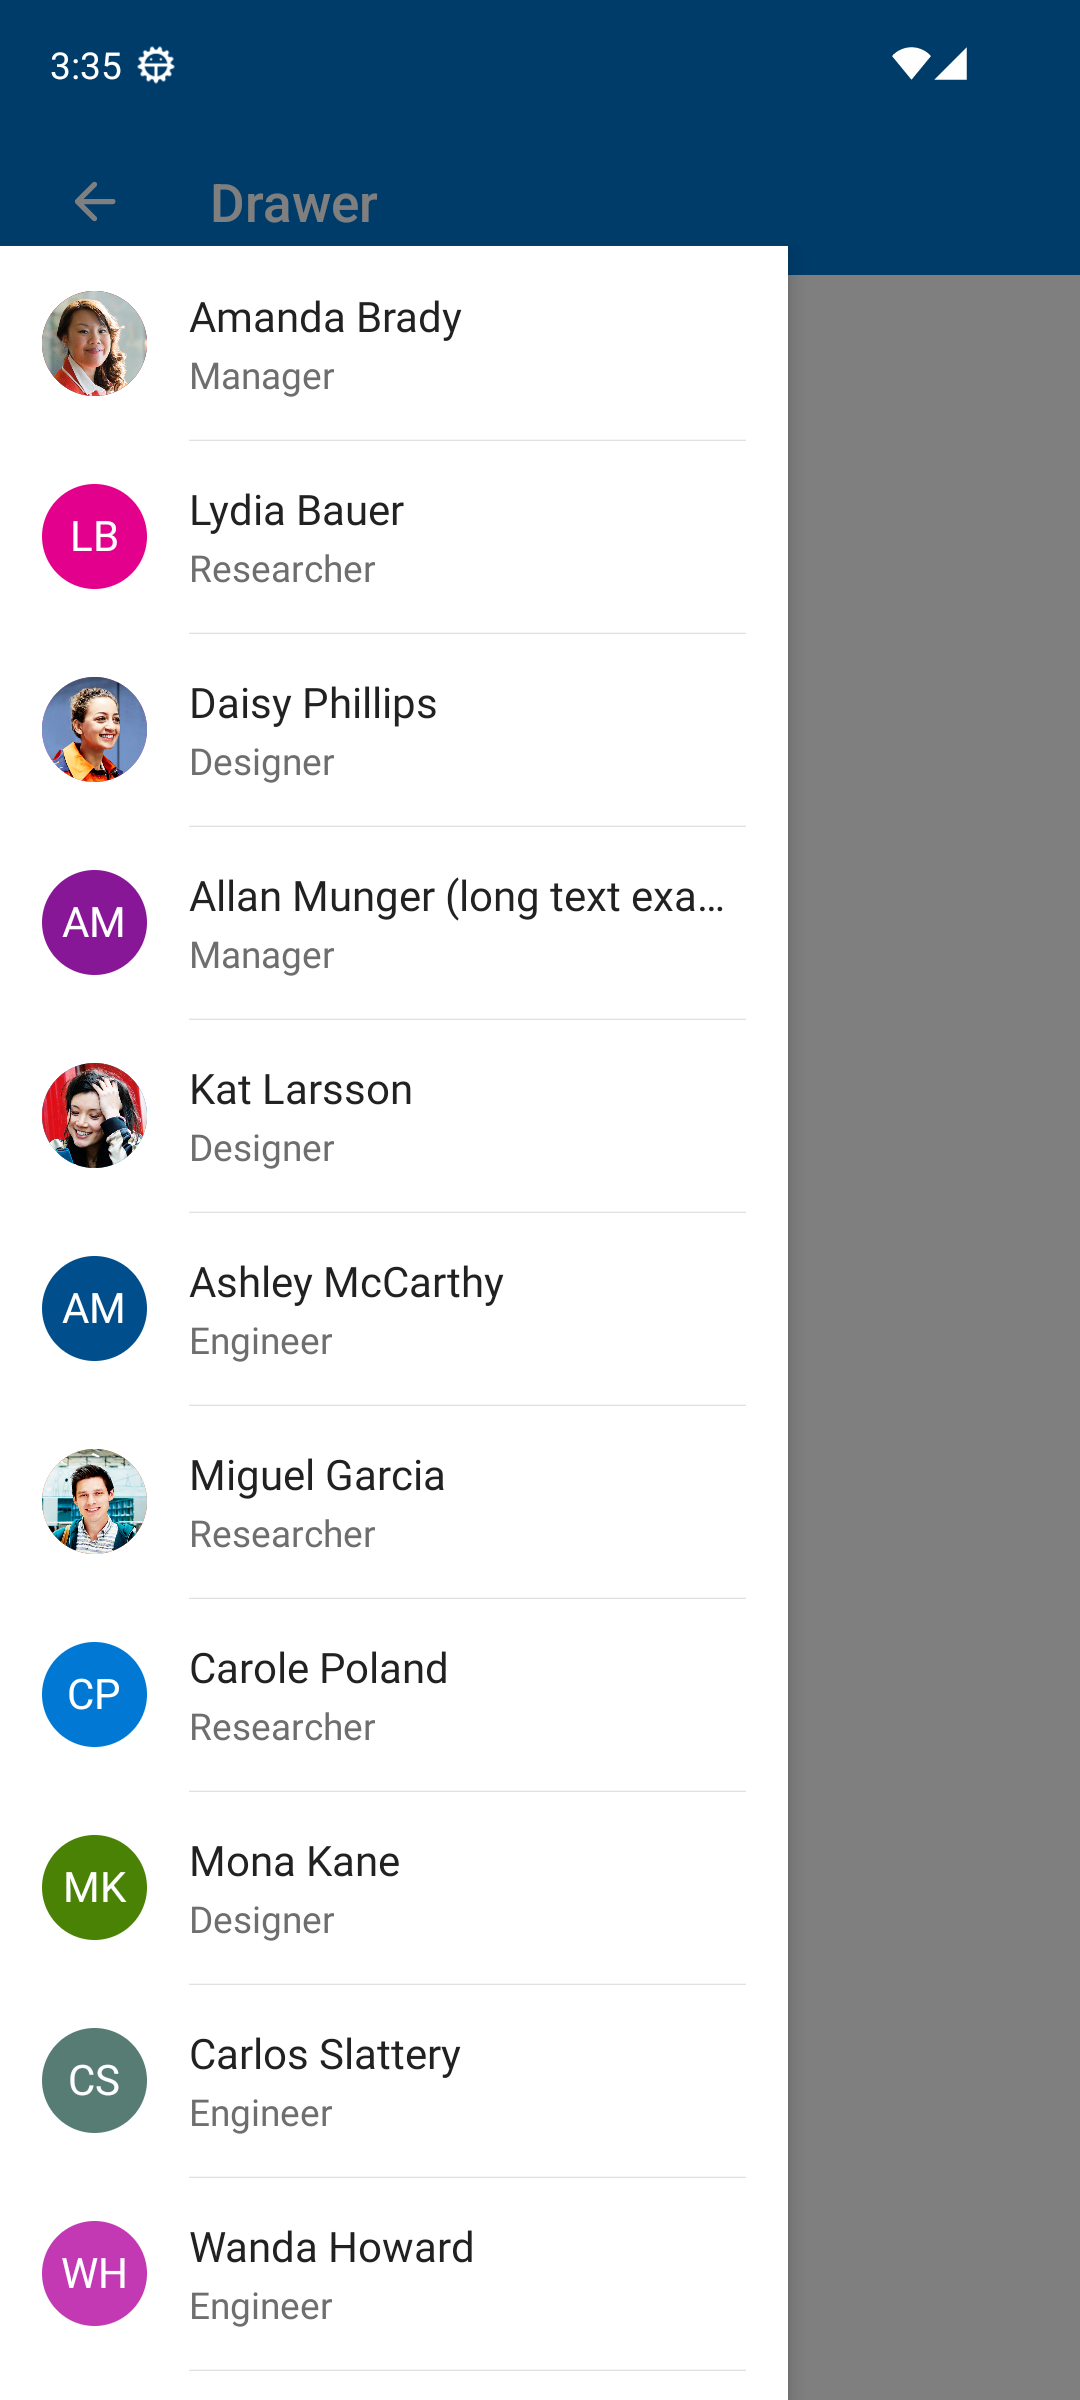 3:35
Drawer
Amanda Brady
Manager
LB
Lydia Bauer
Researcher
Daisy Phillips
Designer
AM
Allan Munger (long text exa...
Manager
Kat Larsson
Designer
AM
Ashley McCarthy
Engineer
Miguel Garcia
Researcher
CP
Carole Poland
Researcher
MK
Mona Kane
Designer
CS
Carlos Slattery
Engineer
WH
Wanda Howard
Engineer